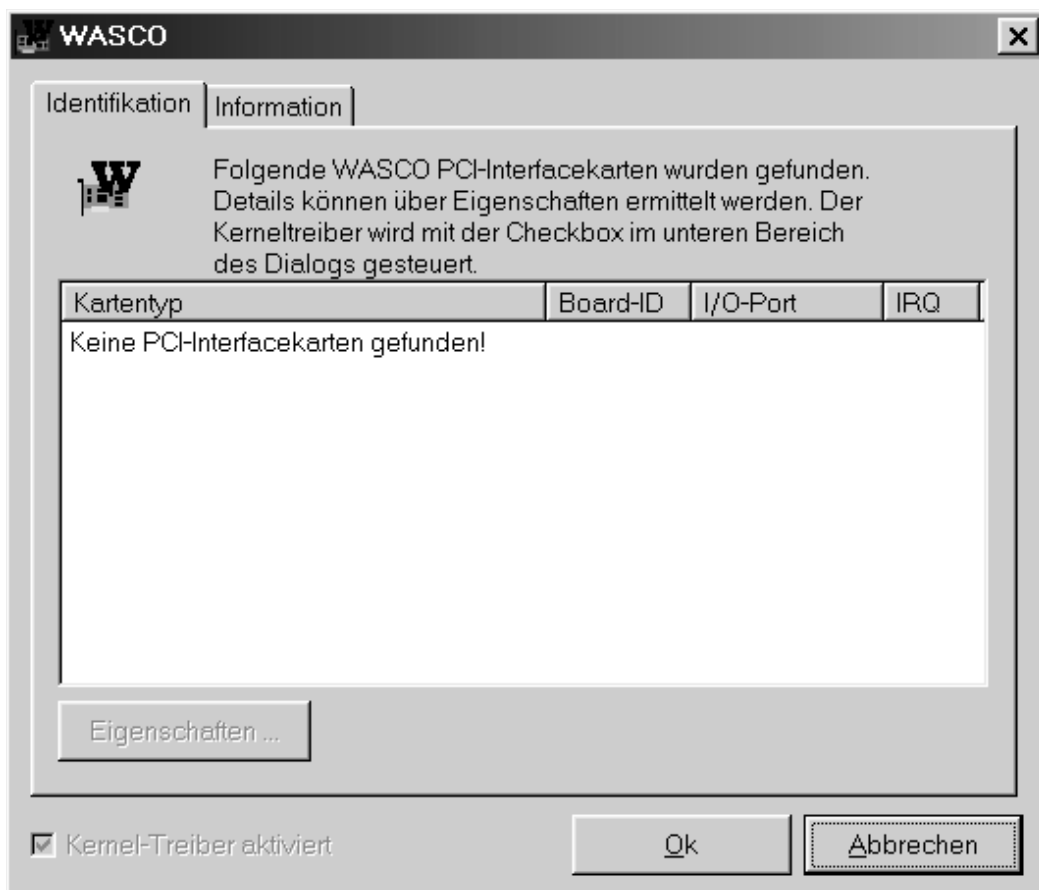 WASCO
Identifikation
Information
W
Folgende WASCO PCI-Interfacekarten wurden gefunden.
Details können über Eigenschaften ermittelt werden. Der
Kerneltreiber wird mit der Checkbox im unteren Bereich
des Dialogs gesteuert.
Kartentyp Board-ID I/O-Port IRQ
Keine PCI-Interfacekarten gefunden!
Eigenschaften ...
Kernel-Treiber aktiviert
Ok
Abbrechen